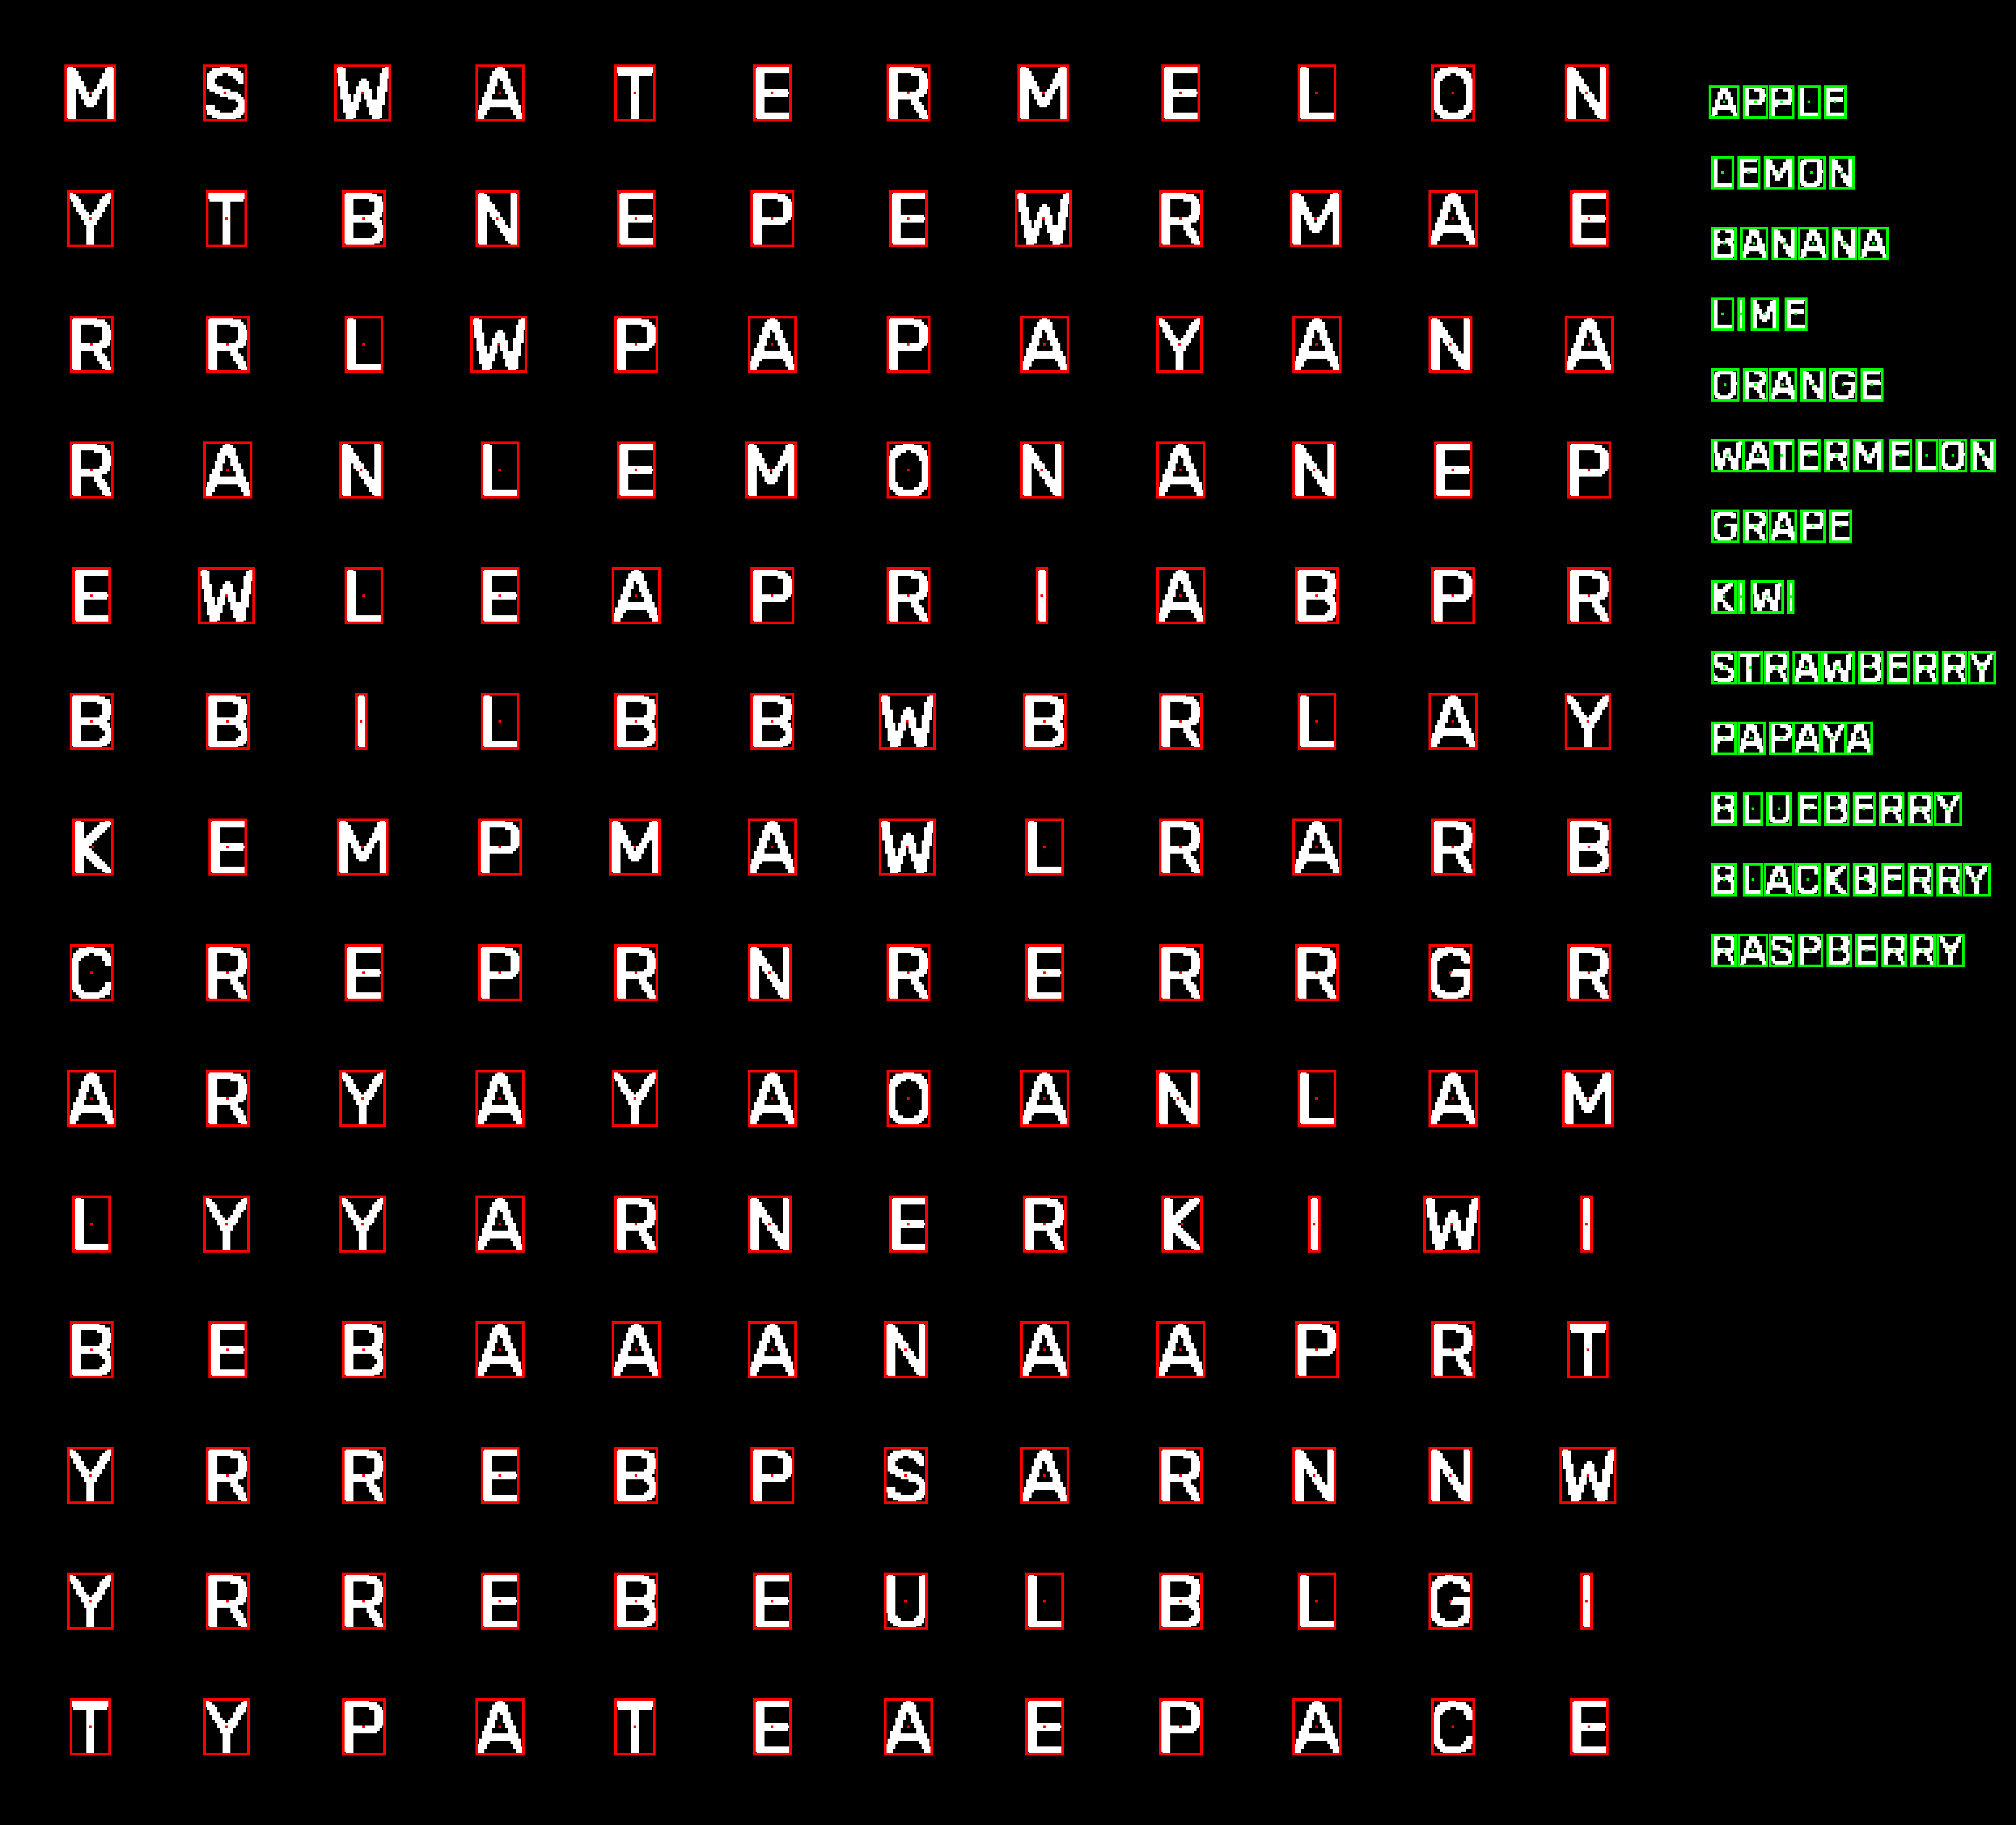 M S W A T E R M E L O N
Y T B N E P E W R M A E
R R L W P A P A Y A N A
R A N L E M O N A N E P
E W L E A P R I A B P R
B B I L B B W B R L A Y
K E M P M A W L R A R B
C R E P R N R E R R G R
A R Y A Y A O A N L A M
L Y Y A R N E R K I W I
B E B A A A N A A P R T
Y R R E B P S A R N N W
Y R R E B E U L B L G I
T Y P A T E A E P A C E
APPLE
LEMON
BANANA
LIME
ORANGE
WATERMELON
GRAPE
KIWI
STRAWBERRY
PAPAYA
BLUEBERRY
BLACKBERRY
RASPBERRY